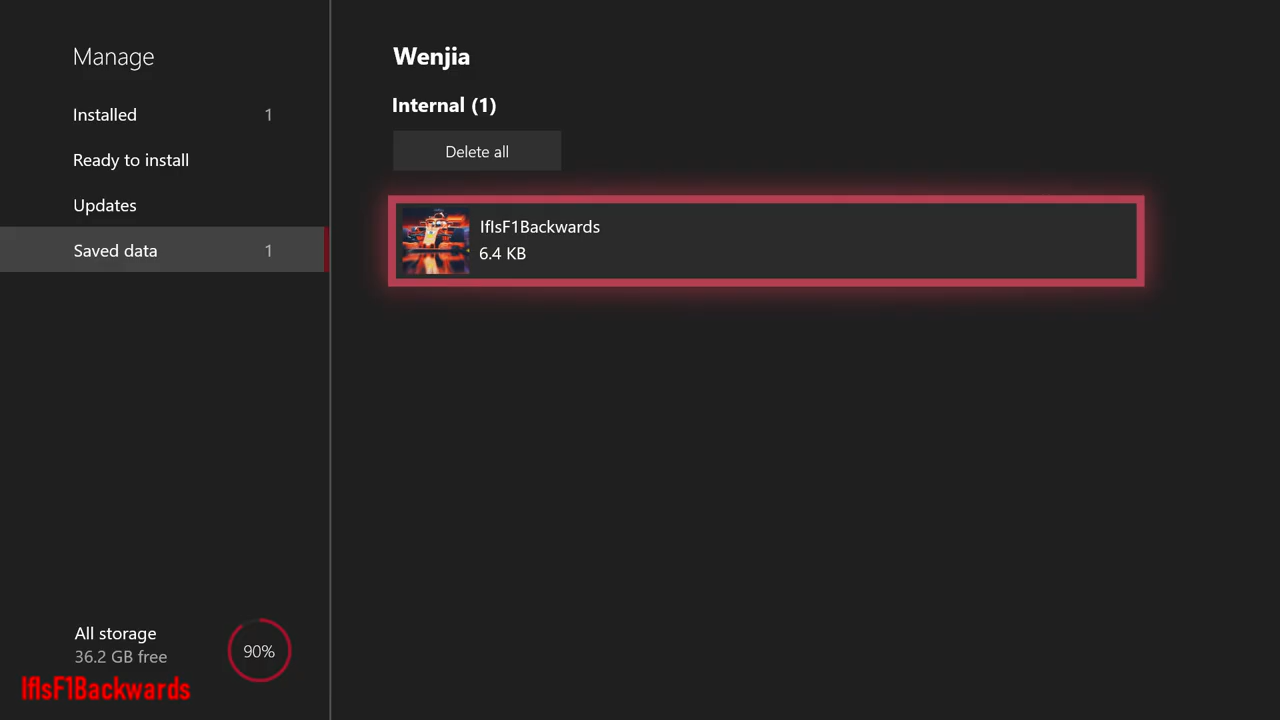 Manage
Installed 1
Ready to install
Updates
Saved data 1
All storage
36.2 GB free
90%
IfIsF1Backwards
Wenjia
Internal (1)
Delete all
IfIsF1Backwards
6.4 KB